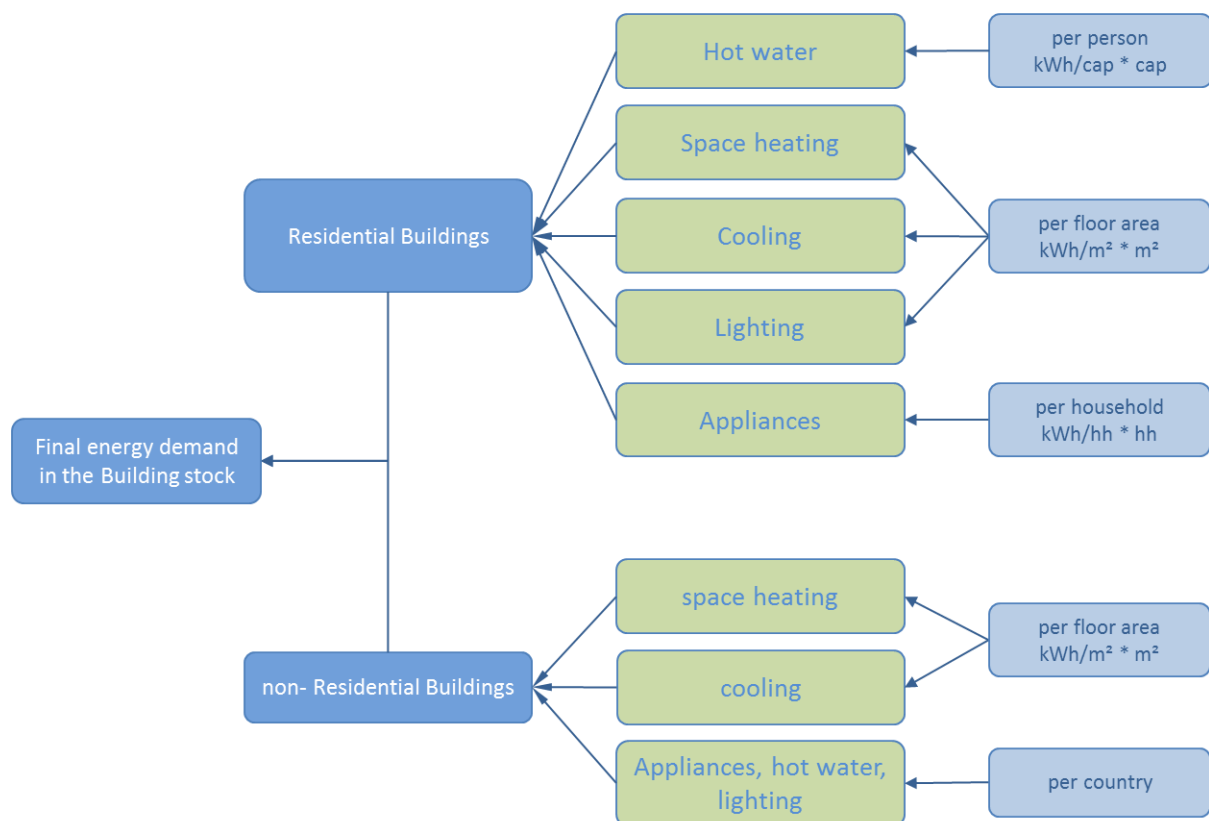 Hot water
per person
kWh/cap * cap
Space heating
Residential Buildings
Cooling
per floor area
kWh/m² * m²
Lighting
Appliances
per household
kWh/hh * hh
Final energy demand
in the Building stock
space heating
per floor area
kWh/m² * m²
non- Residential Buildings
cooling
Appliances, hot water,
lighting
per country